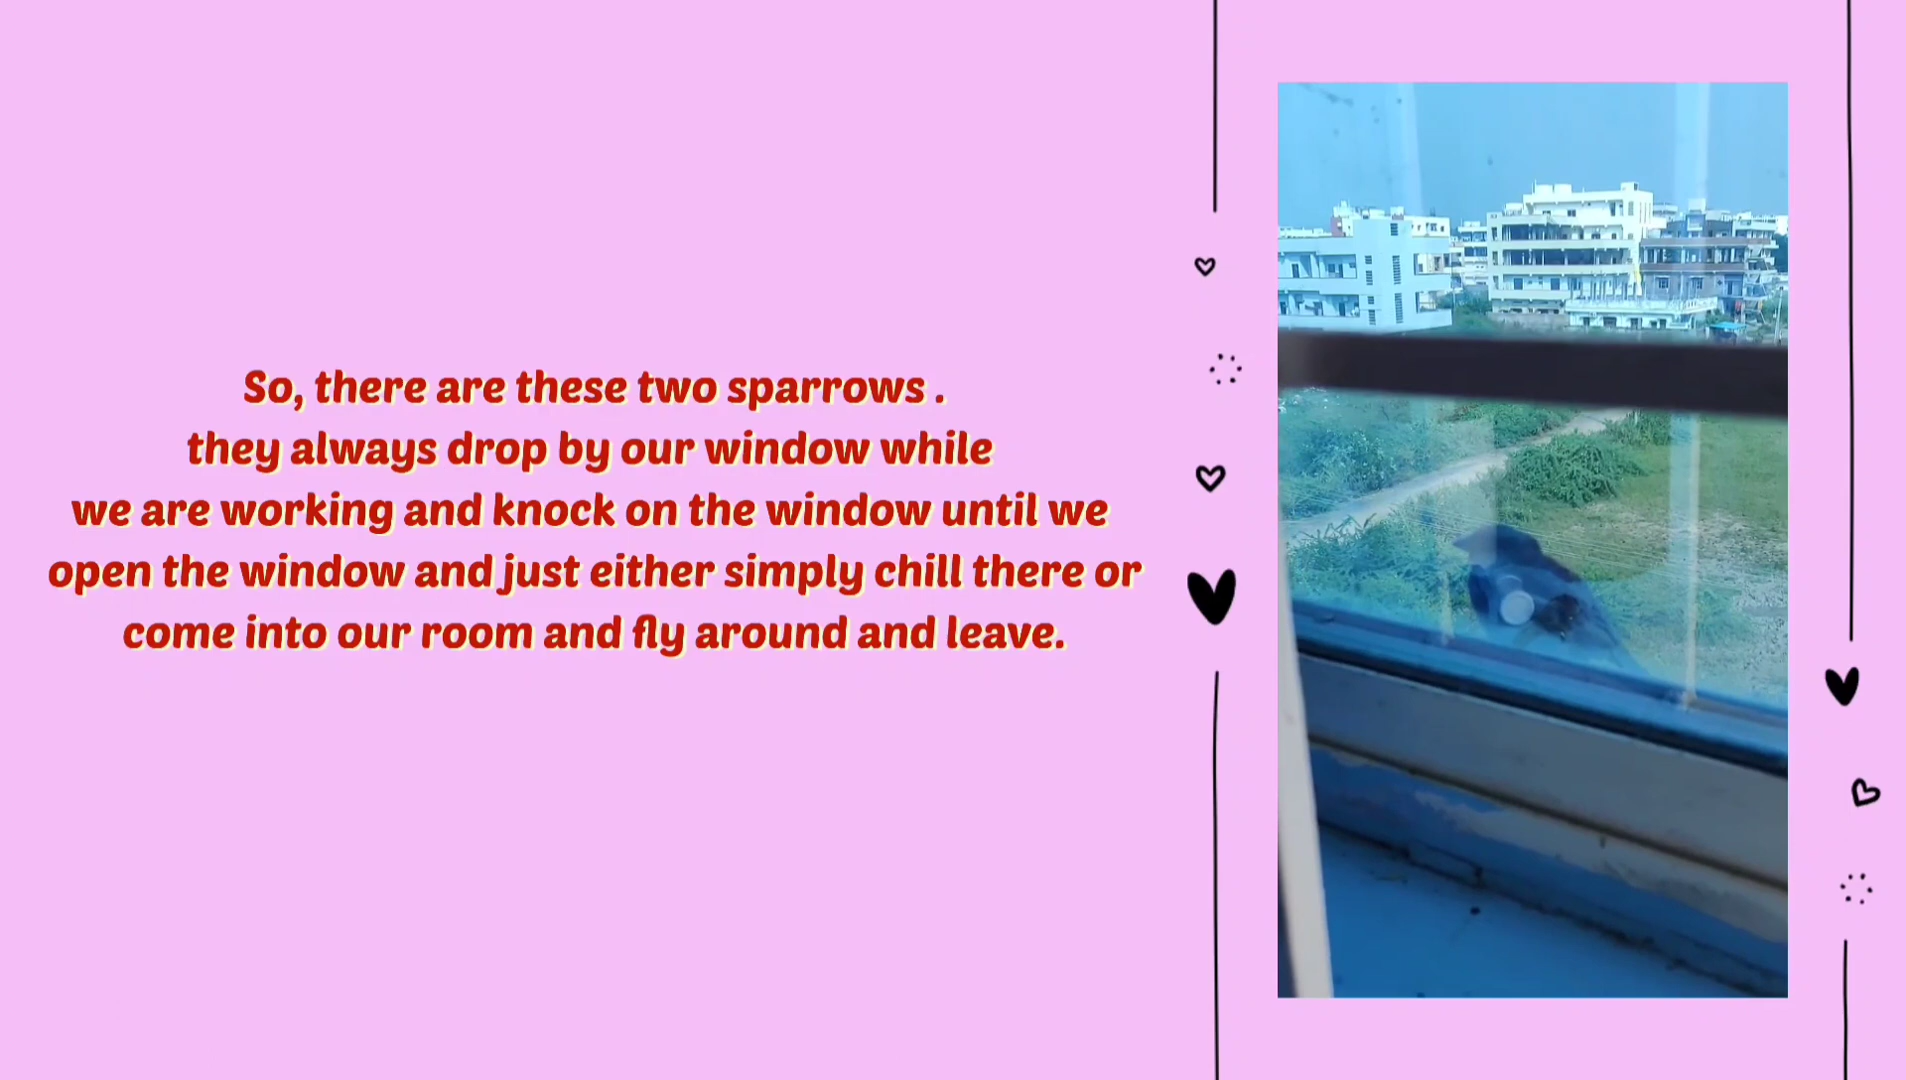 So, there are these two sparrows .
they always drop by our window while
we are working and knock on the window until we
open the window and just either simply chill there or
come into our room and fly around and leave.